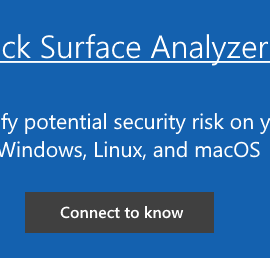 ck Surface Analyzer
fy potential security risk on y
Windows, Linux, and macOS
Connect to know